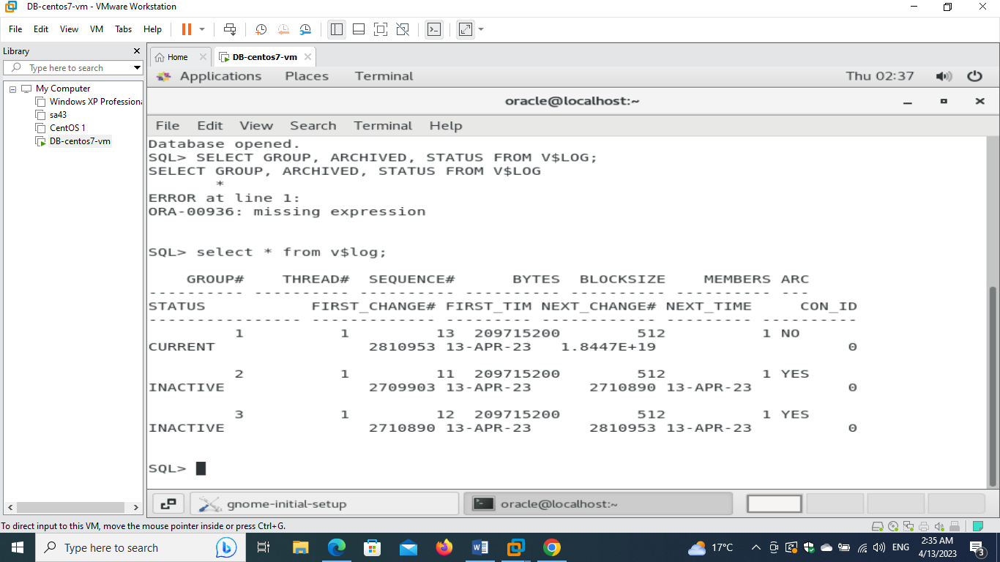 DB-centos7-vm - VMware Workstation
File Edit View VM Tabs Help
Library
Type here to search
My Computer
Windows XP Professiona
sa43
CentOS 1
DB-centos7-vm
Home DB-centos7-vm
Applications Places Terminal Thu 02:37
oracle@localhost:~
File Edit View Search Terminal Help
Database opened.
SQL> SELECT GROUP, ARCHIVED, STATUS FROM V$LOG;
SELECT GROUP, ARCHIVED, STATUS FROM V$LOG
*
ERROR at line 1:
ORA-00936: missing expression
SQL> select * from v$log;
GROUP# THREAD# SEQUENCE# BYTES BLOCKSIZE MEMBERS ARC
---------- ---------- ---------- ---------- ---------- ---------- ---
STATUS FIRST_CHANGE# FIRST_TIM NEXT_CHANGE# NEXT_TIME CON_ID
---------------- ------------- --------- ------------ --------- ----------
1 1 13 209715200 512 1 NO
CURRENT 2810953 13-APR-23 1.8447E+19 0
2 1 11 209715200 512 1 YES
INACTIVE 2709903 13-APR-23 2710890 13-APR-23 0
3 1 12 209715200 512 1 YES
INACTIVE 2710890 13-APR-23 2810953 13-APR-23 0
SQL>
gnome-initial-setup oracle@localhost:~
To direct input to this VM, move the mouse pointer inside or press Ctrl+G.
Type here to search 17°C ENG 2:35 AM
4/13/2023 3